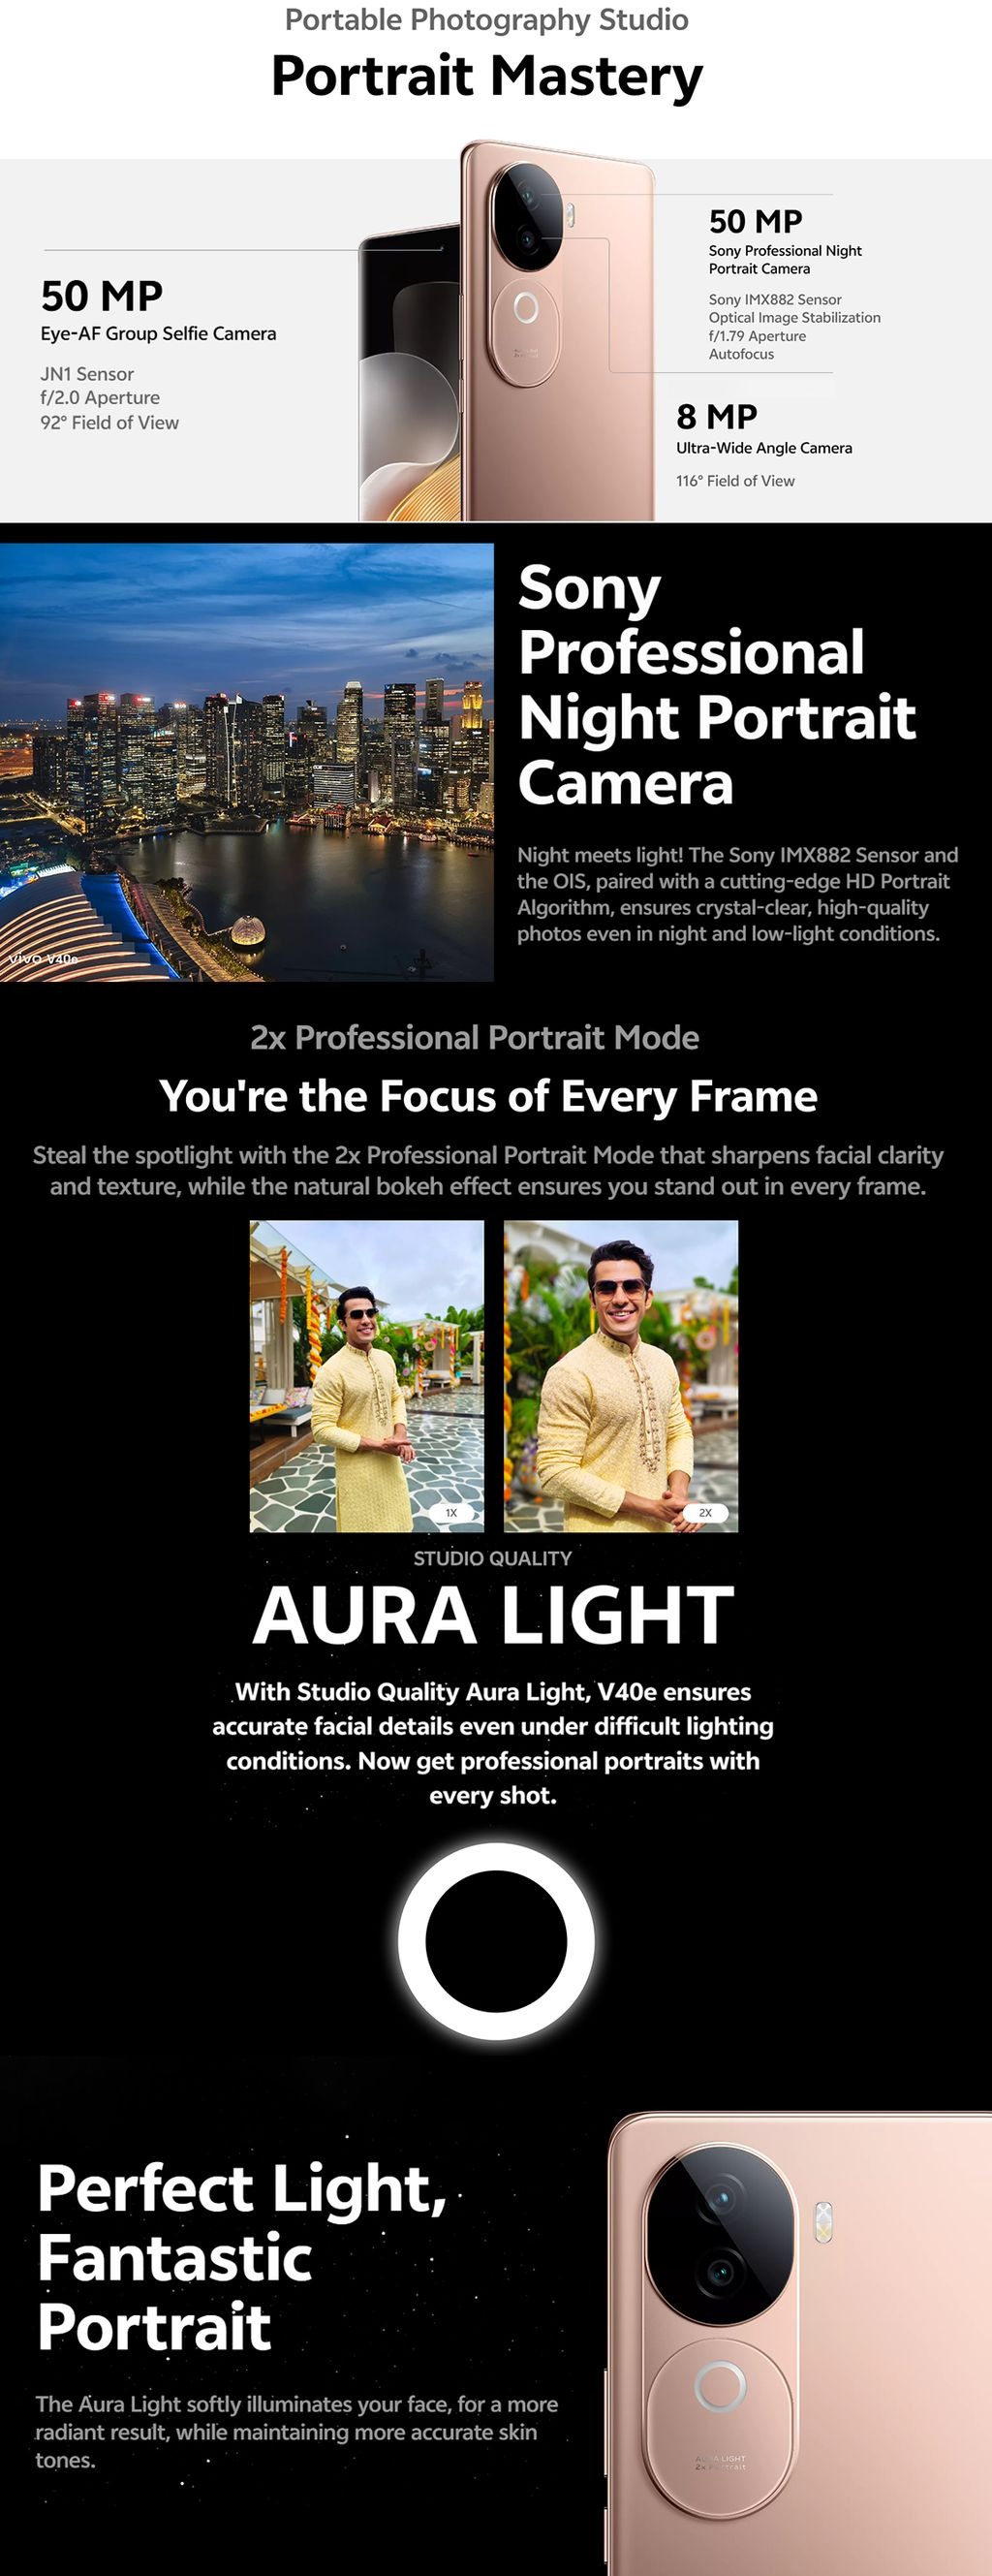 Portable Photography Studio
Portrait Mastery
50 MP
Eye-AF Group Selfie Camera
JN1 Sensor
f/2.0 Aperture
92° Field of View
50 MP
Sony Professional Night
Portrait Camera
Sony IMX882 Sensor
Optical Image Stabilization
f/1.79 Aperture
Autofocus
8 MP
Ultra-Wide Angle Camera
116° Field of View
Sony
Professional
Night Portrait
Camera
Night meets light! The Sony IMX882 Sensor and
the OIS, paired with a cutting-edge HD Portrait
Algorithm, ensures crystal-clear, high-quality
photos even in night and low-light conditions.
vivo V40e
2x Professional Portrait Mode
You're the Focus of Every Frame
Steal the spotlight with the 2x Professional Portrait Mode that sharpens facial clarity
and texture, while the natural bokeh effect ensures you stand out in every frame.
1X
2X
STUDIO QUALITY
AURA LIGHT
With Studio Quality Aura Light, V40e ensures
accurate facial details even under difficult lighting
conditions. Now get professional portraits with
every shot.
Perfect Light,
Fantastic
Portrait
The Aura Light softly illuminates your face, for a more
radiant result, while maintaining more accurate skin
tones.
AURA LIGHT
2x Portrait